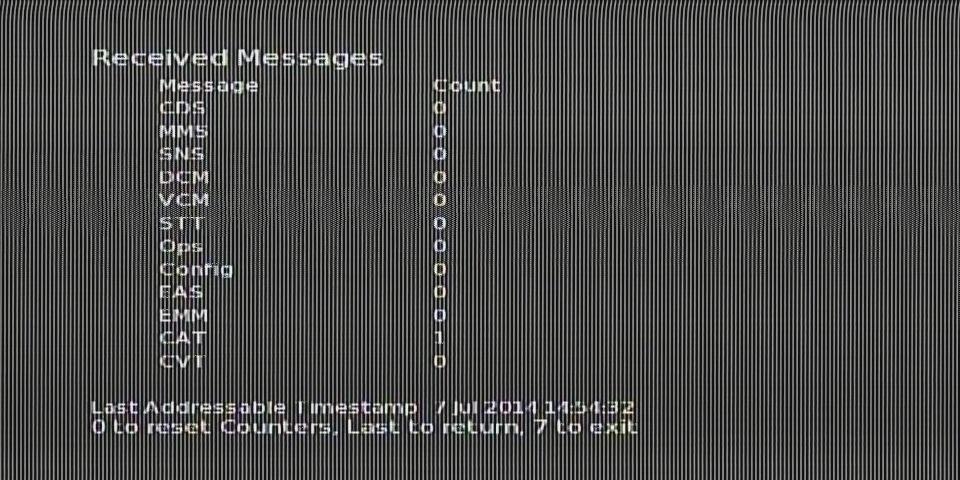 Received Messages
Message Count
CDS 0
MMS 0
SNS 0
DCM 0
VCM 0
STT 0
Ops 0
Config 0
EAS 0
EMM 0
CAT 1
CVT 0
Last Addressable Timestamp 7 Jul 2014 14:54:32
0 to reset Counters, Last to return, 7 to exit